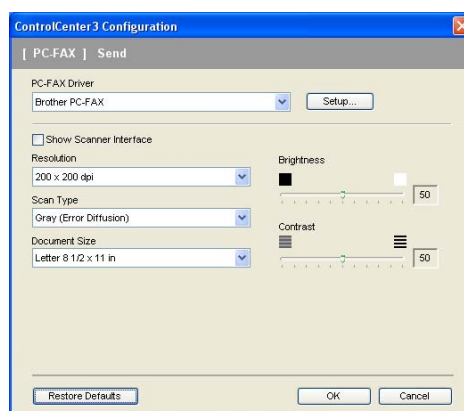 ControlCenter3 Configuration
[ PC-FAX ] Send
PC-FAX Driver
Brother PC-FAX
Setup...
Show Scanner Interface
Resolution
200 x 200 dpi
Scan Type
Gray (Error Diffusion)
Document Size
Letter 8 1/2 x 11 in
Brightness
50
Contrast
50
Restore Defaults
OK
Cancel